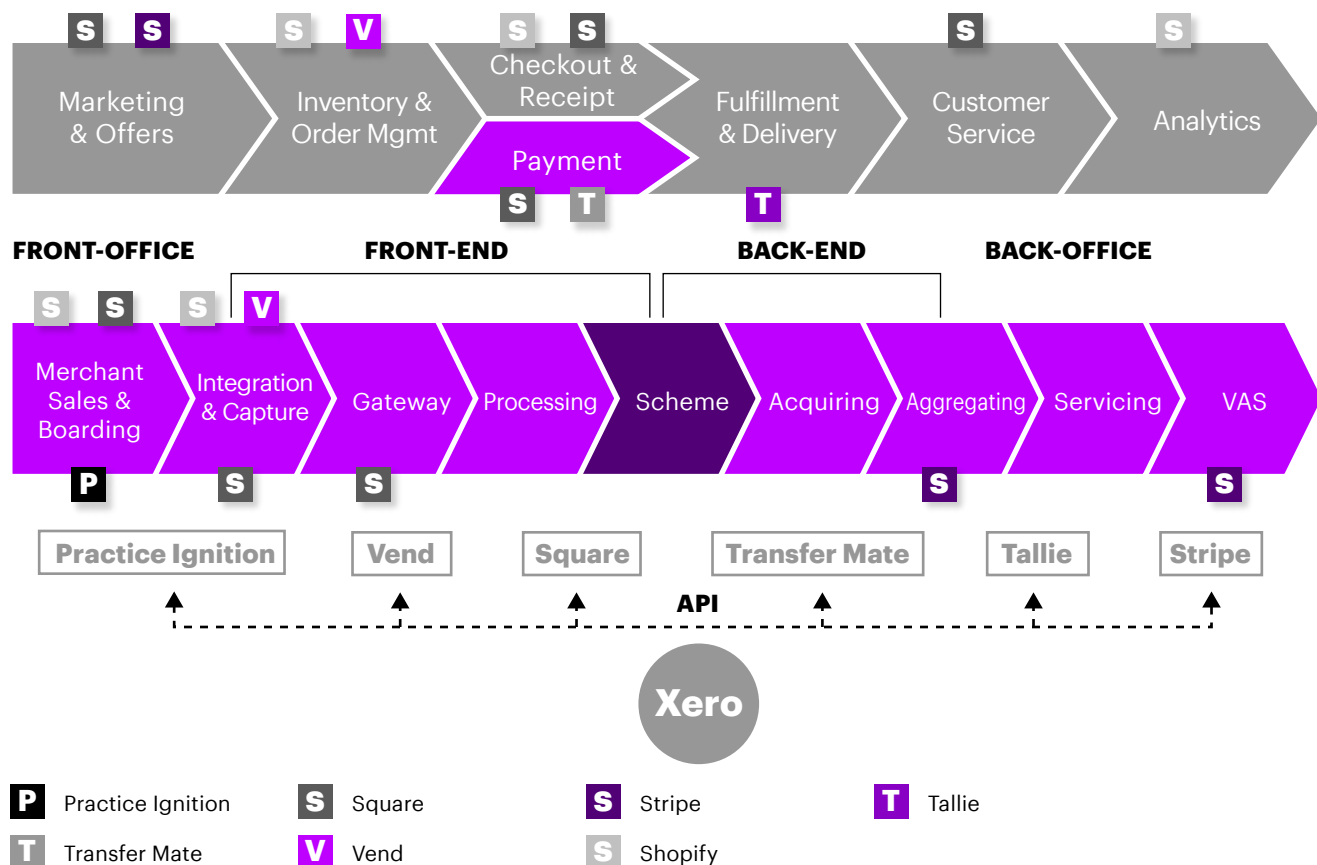 S S S V S S S S
Marketing
& Offers
Inventory &
Order Mgmt
Checkout &
Receipt
Payment
Fulfillment
& Delivery
Customer
Service
Analytics
S T T
FRONT-OFFICE FRONT-END BACK-END BACK-OFFICE
S S S V
Merchant
Sales &
Boarding
Integration
& Capture
Gateway
Processing
Scheme
Acquiring
Aggregating
Servicing
VAS
P S S S S
Practice Ignition Vend Square Transfer Mate Tallie Stripe
API
Xero
P Practice Ignition S Square S Stripe T Tallie
T Transfer Mate V Vend S Shopify